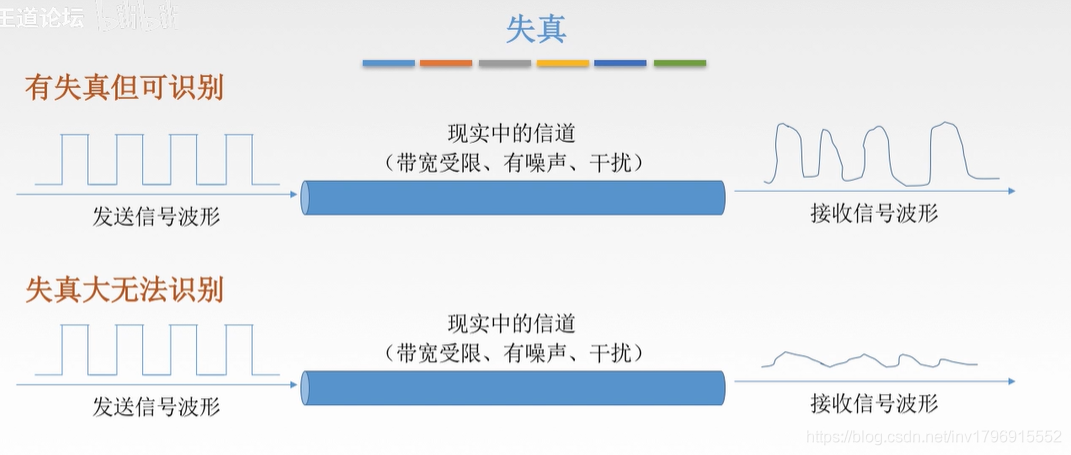 王道论坛
失真
有失真但可识别
现实中的信道
（带宽受限、有噪声、干扰）
发送信号波形
接收信号波形
失真大无法识别
现实中的信道
（带宽受限、有噪声、干扰）
发送信号波形
接收信号波形
https://blog.csdn.net/inv1796915552